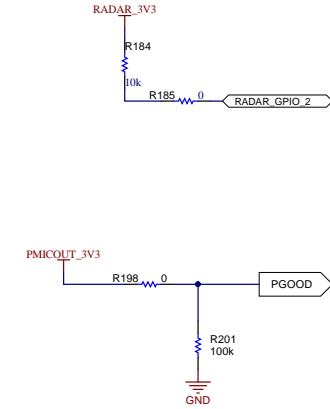 RADAR_3V3
R184
10k
R185 0
RADAR_GPIO_2
PMICOUT_3V3
R198 0
PGOOD
R201
100k
GND